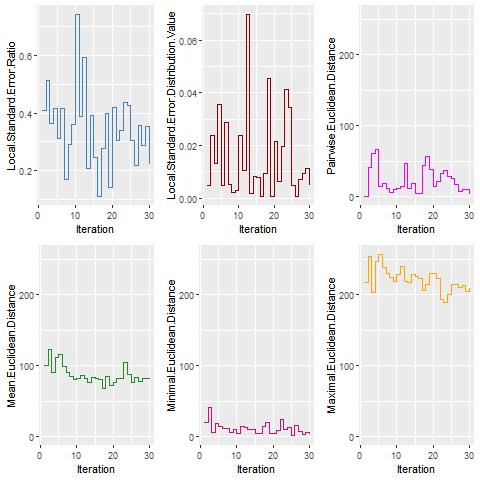 Local.Standard.Error.Ratio
0.6
0.4
0.2
0 10 20 30
Iteration
Local.Standard.Error.Distribution.Value
0.06
0.04
0.02
0.00
0 10 20 30
Iteration
Pairwise.Euclidean.Distance
200
100
0
0 10 20 30
Iteration
Mean.Euclidean.Distance
200
100
0
0 10 20 30
Iteration
Minimal.Euclidean.Distance
200
100
0
0 10 20 30
Iteration
Maximal.Euclidean.Distance
200
100
0
0 10 20 30
Iteration